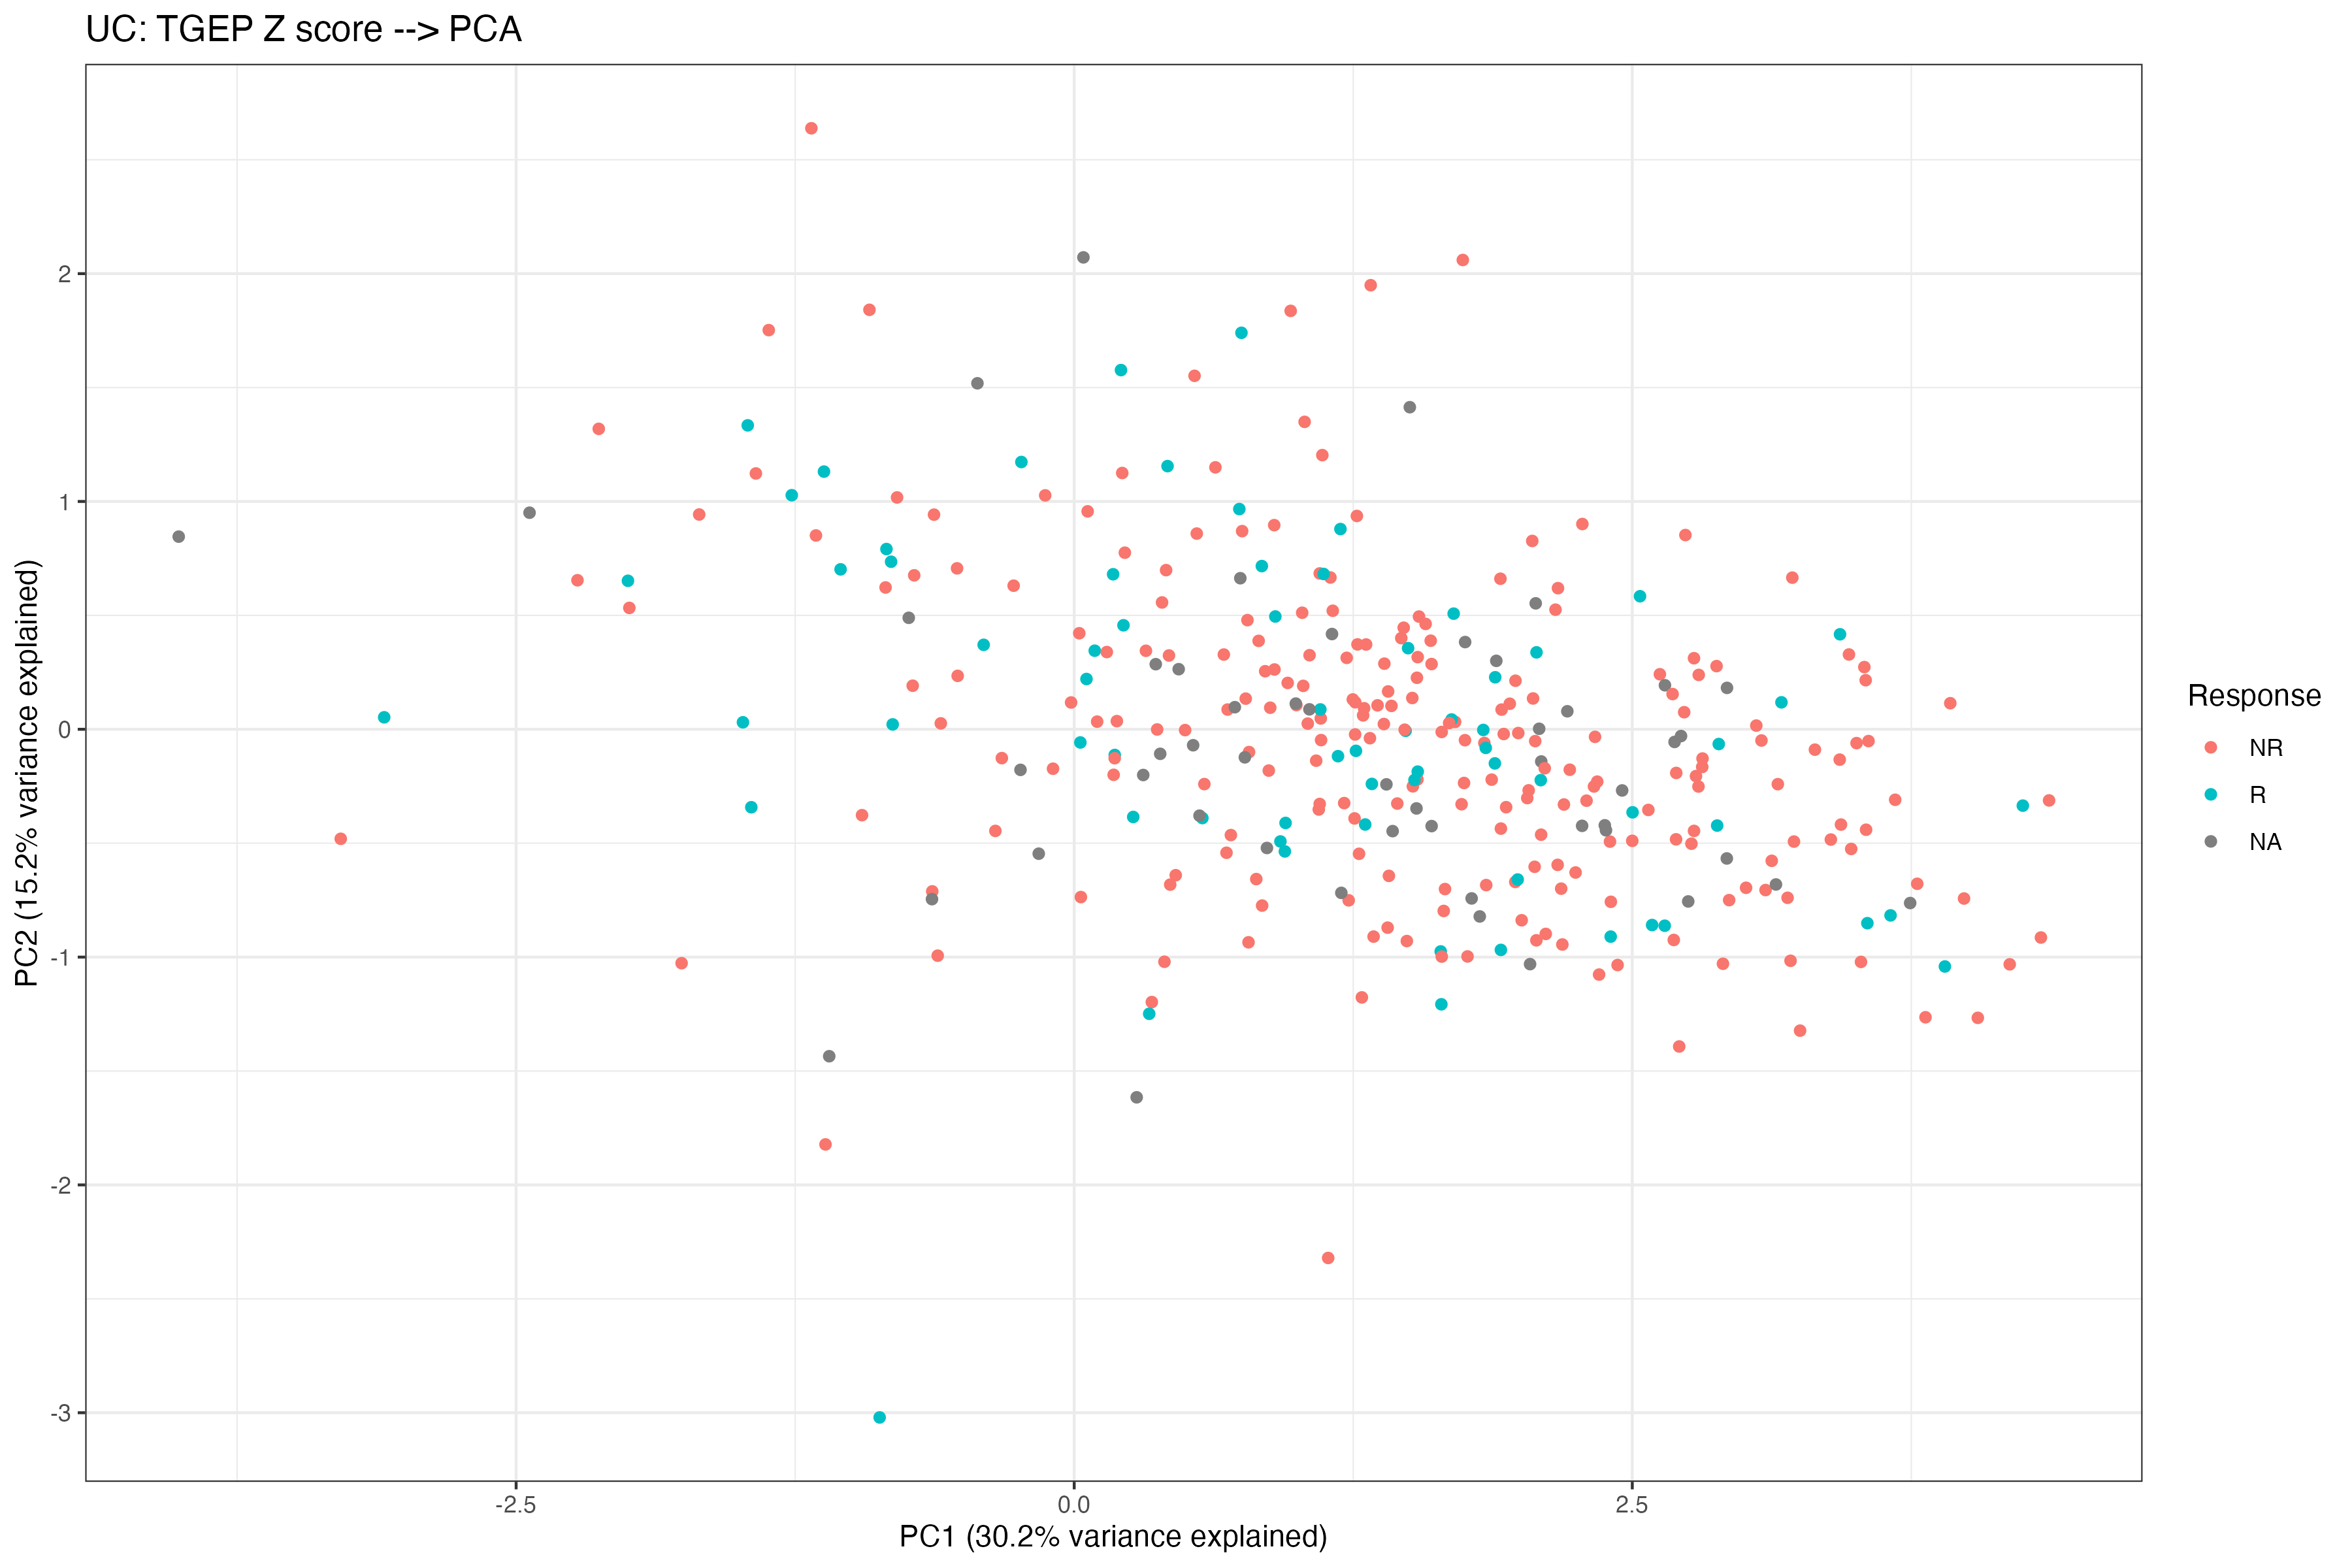 UC: TGEP Z score --> PCA
PC2 (15.2% variance explained)
2
1
0
-1
-2
-3
-2.5
0.0
2.5
PC1 (30.2% variance explained)
Response
NR
R
NA